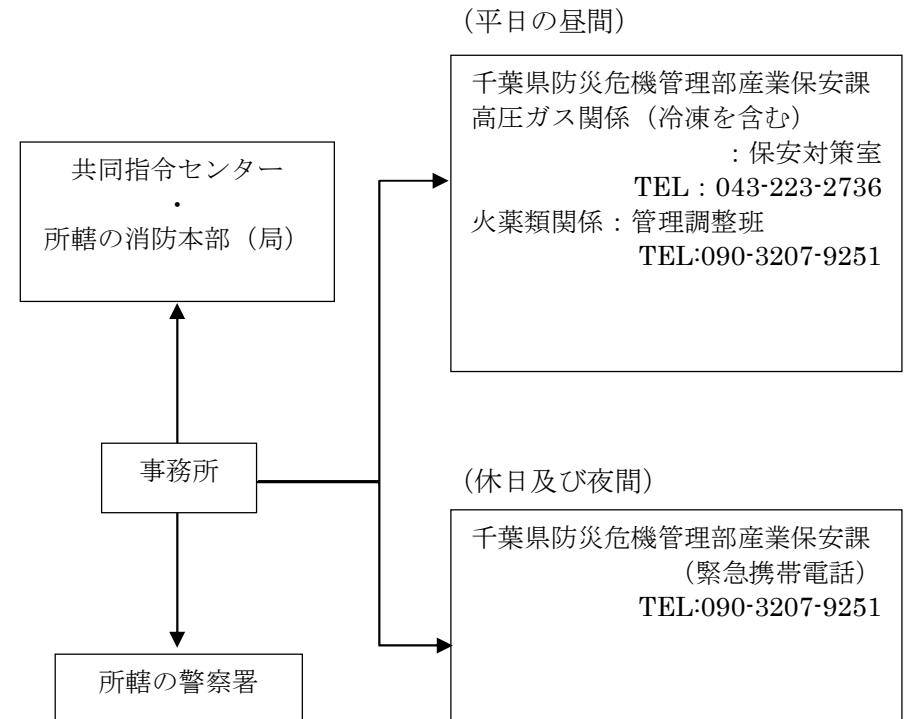 （平日の昼間）
千葉県防災危機管理部産業保安課
高圧ガス関係（冷凍を含む）
：保安対策室
TEL：043-223-2736
火薬類関係：管理調整班
TEL:090-3207-9251
共同指令センター
・
所轄の消防本部（局）
事務所
（休日及び夜間）
千葉県防災危機管理部産業保安課
（緊急携帯電話）
TEL:090-3207-9251
所轄の警察署